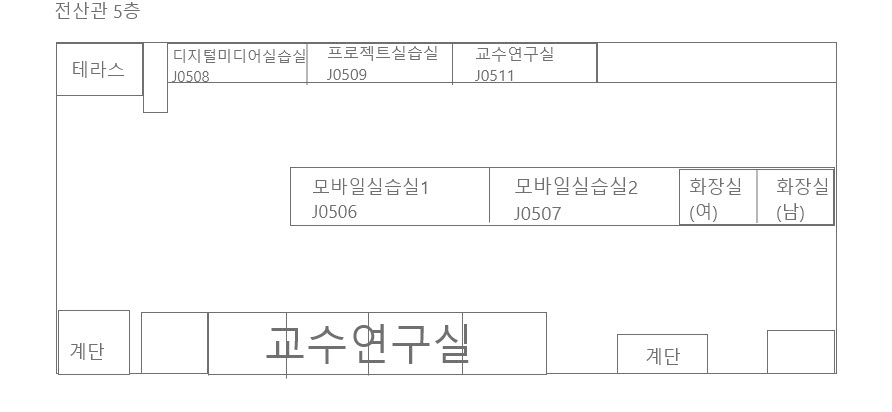 전산관 5층
테라스
디지털미디어실습실
J0508
프로젝트실습실
J0509
교수연구실
J0511
모바일실습실1
J0506
모바일실습실2
J0507
화장실
(여)
화장실
(남)
계단
교수연구실
계단